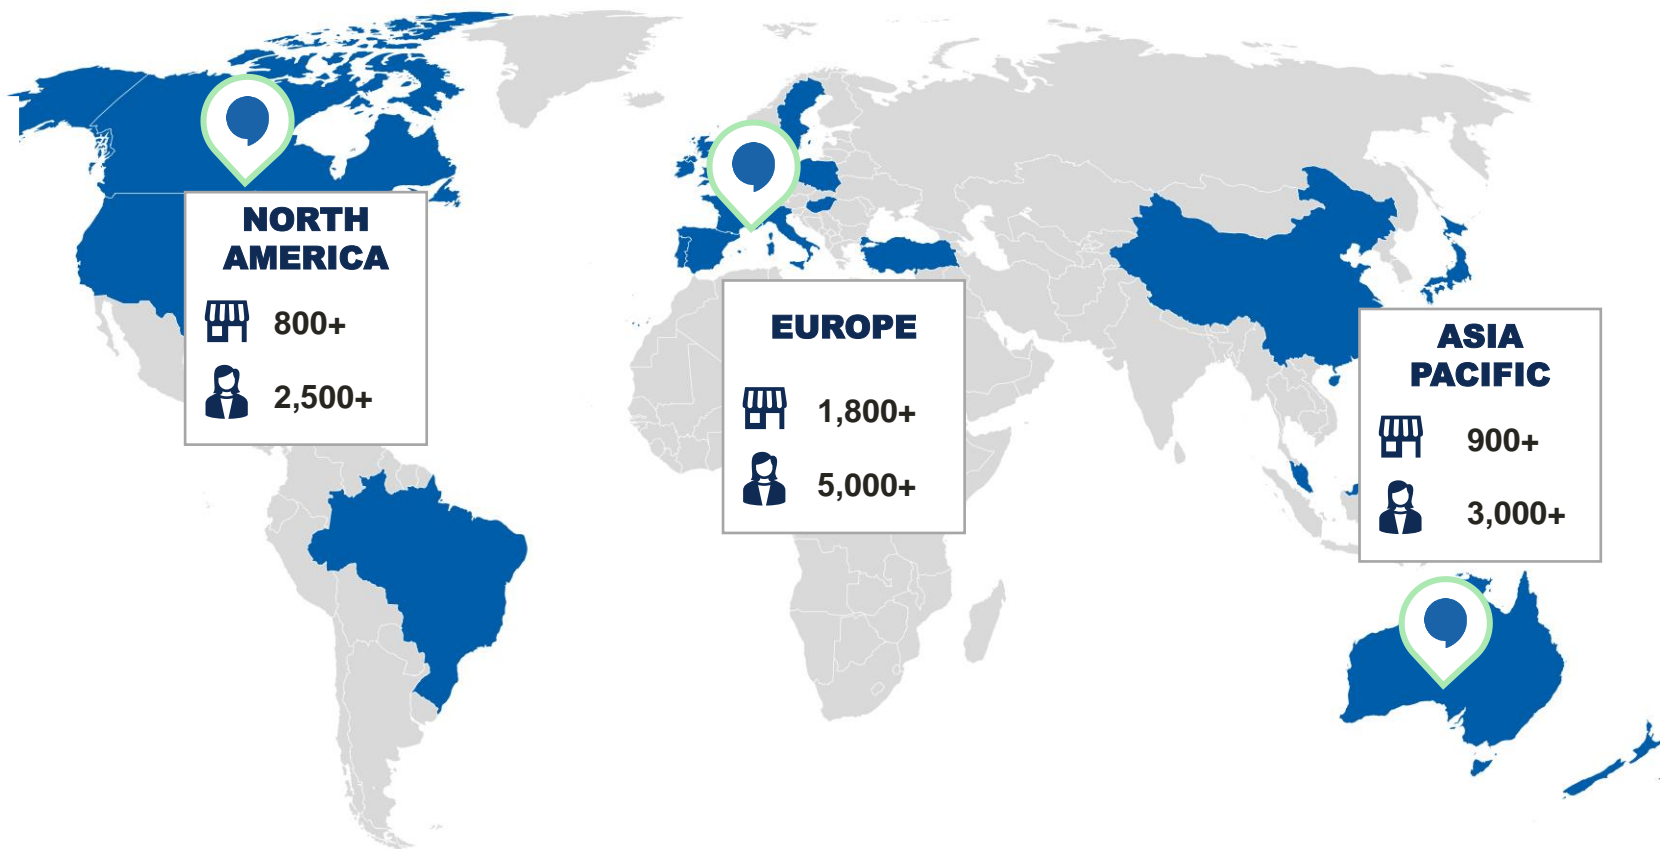 NORTH
AMERICA
800+
2,500+
EUROPE
1,800+
5,000+
ASIA
PACIFIC
900+
3,000+